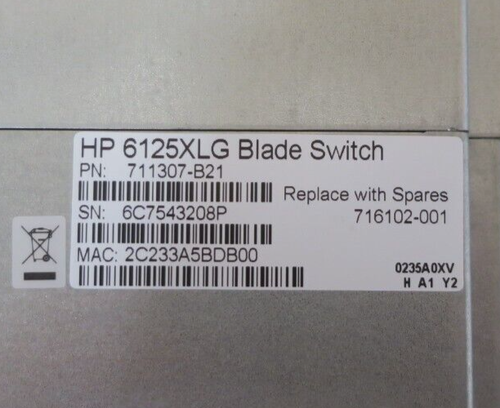 HP 6125XLG Blade Switch
PN: 711307-B21
Replace with Spares
SN: 6C7543208P
716102-001
MAC: 2C233A5BDB00
0235A0XV
H A1 Y2